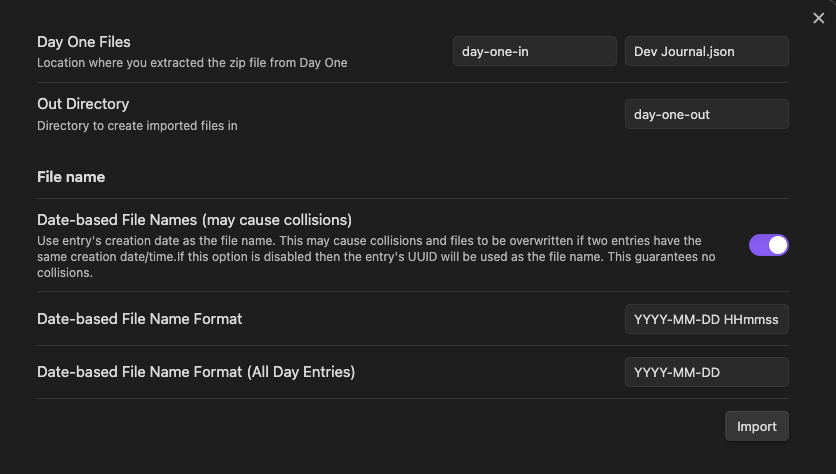 Day One Files
Location where you extracted the zip file from Day One
day-one-in
Dev Journal.json
Out Directory
Directory to create imported files in
day-one-out
File name
Date-based File Names (may cause collisions)
Use entry's creation date as the file name. This may cause collisions and files to be overwritten if two entries have the
same creation date/time.If this option is disabled then the entry's UUID will be used as the file name. This guarantees no
collisions.
Date-based File Name Format
YYYY-MM-DD HHmmss
Date-based File Name Format (All Day Entries)
YYYY-MM-DD
Import